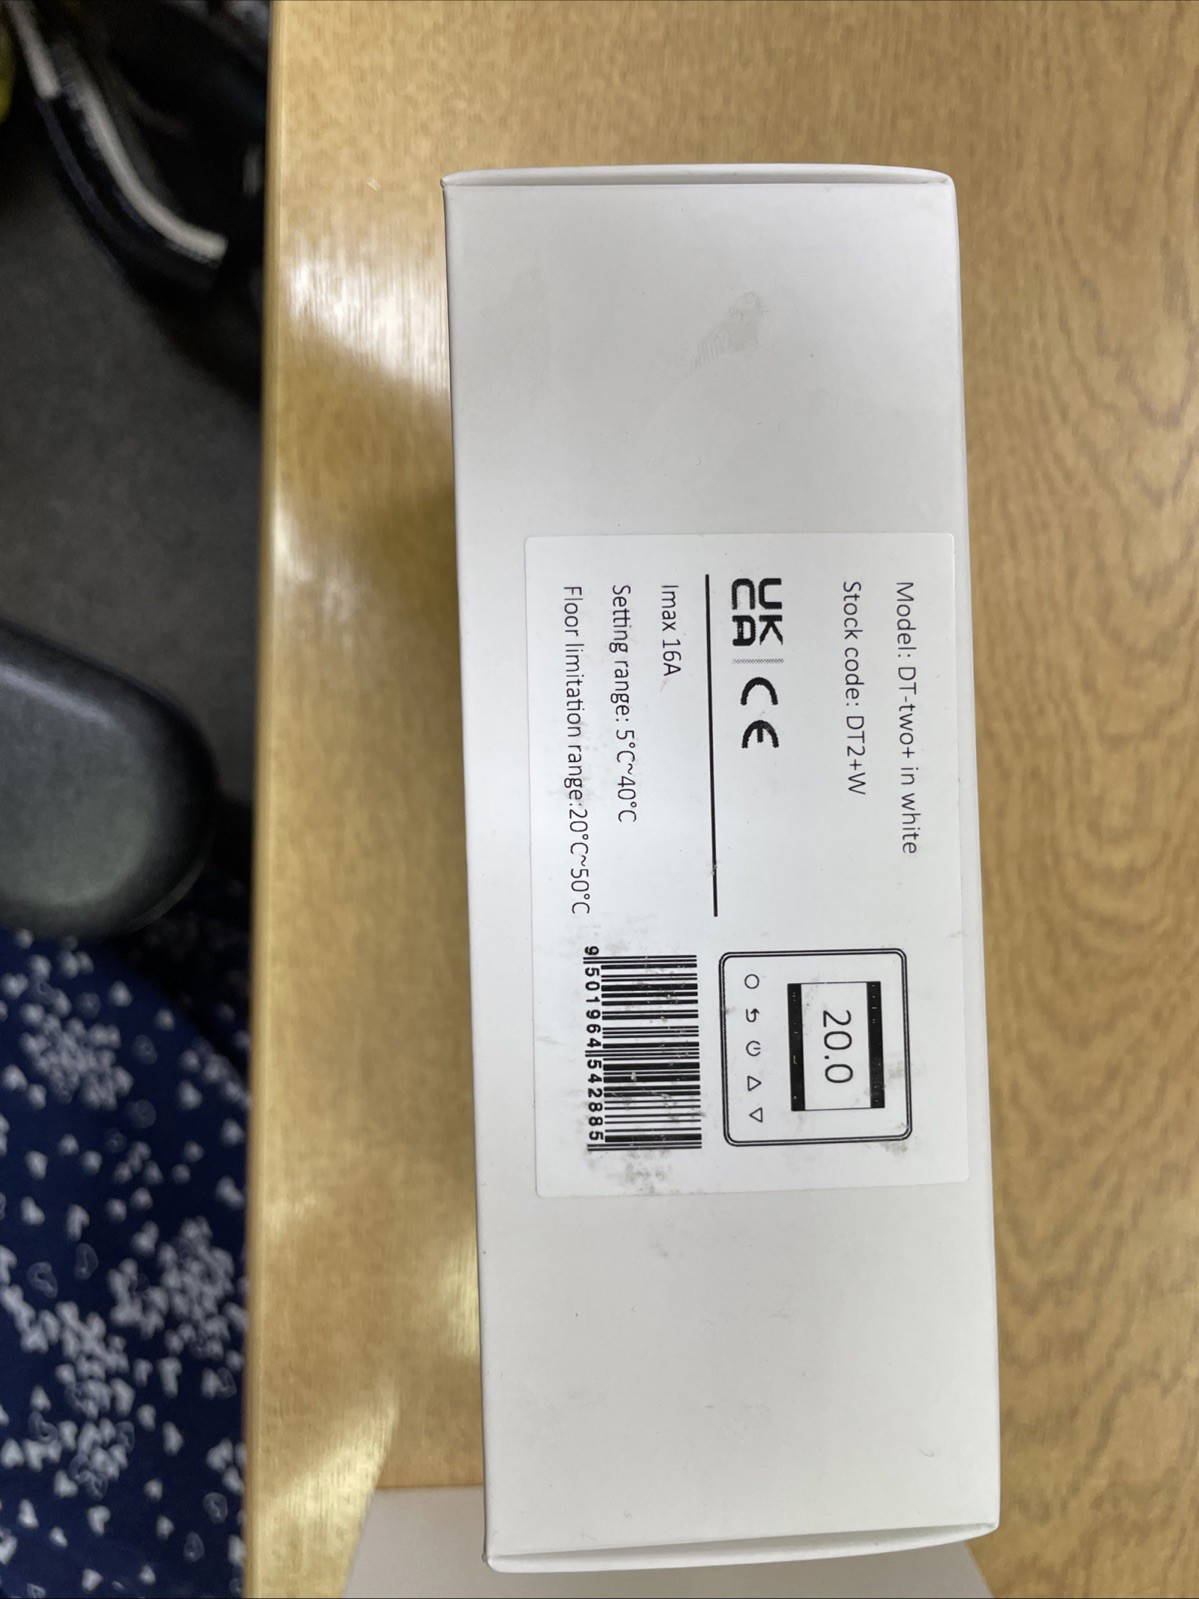 Model: DT-two+ in white
Stock code: DT2+W
UK
CA
CE
Imax 16A
Setting range: 5°C~40°C
Floor limitation range:20°C~50°C
20.0
9 501964 542885